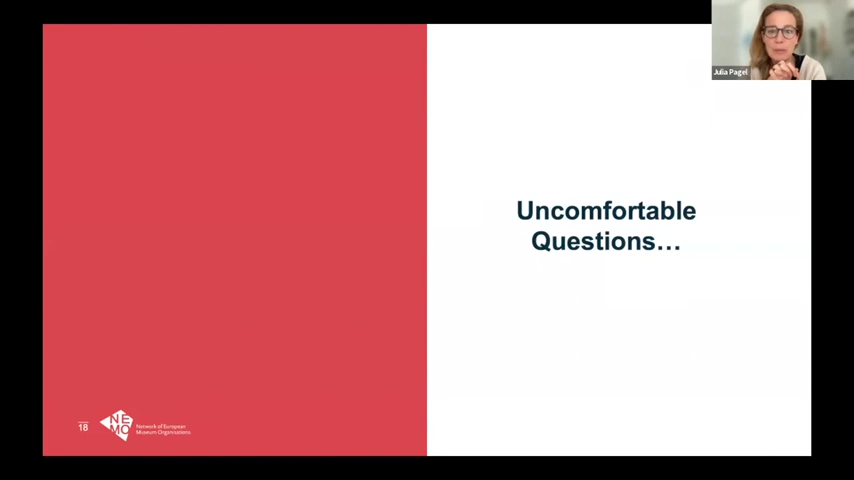 Julia Pagel
Uncomfortable
Questions…
18
NE
MO
Network of European
Museum Organisations